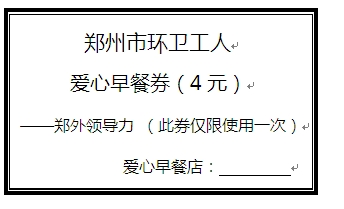 郑州市环卫工人
爱心早餐券（4 元）
——郑外领导力 （此券仅限使用一次）
爱心早餐店：________